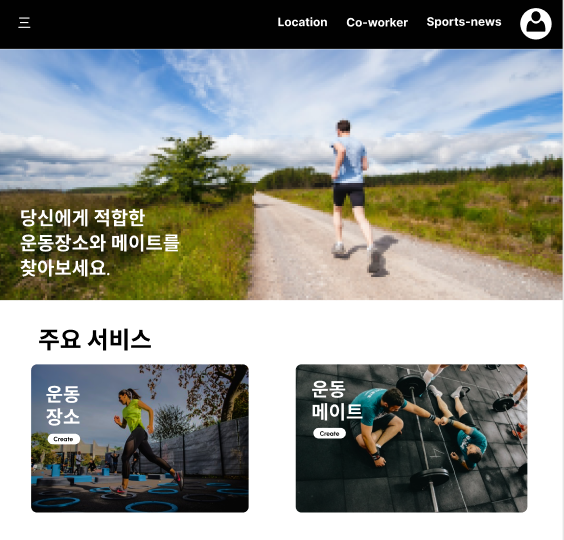 Location Co-worker Sports-news
당신에게 적합한
운동장소와 메이트를
찾아보세요.
주요 서비스
운동
장소
Create
운동
메이트
Create